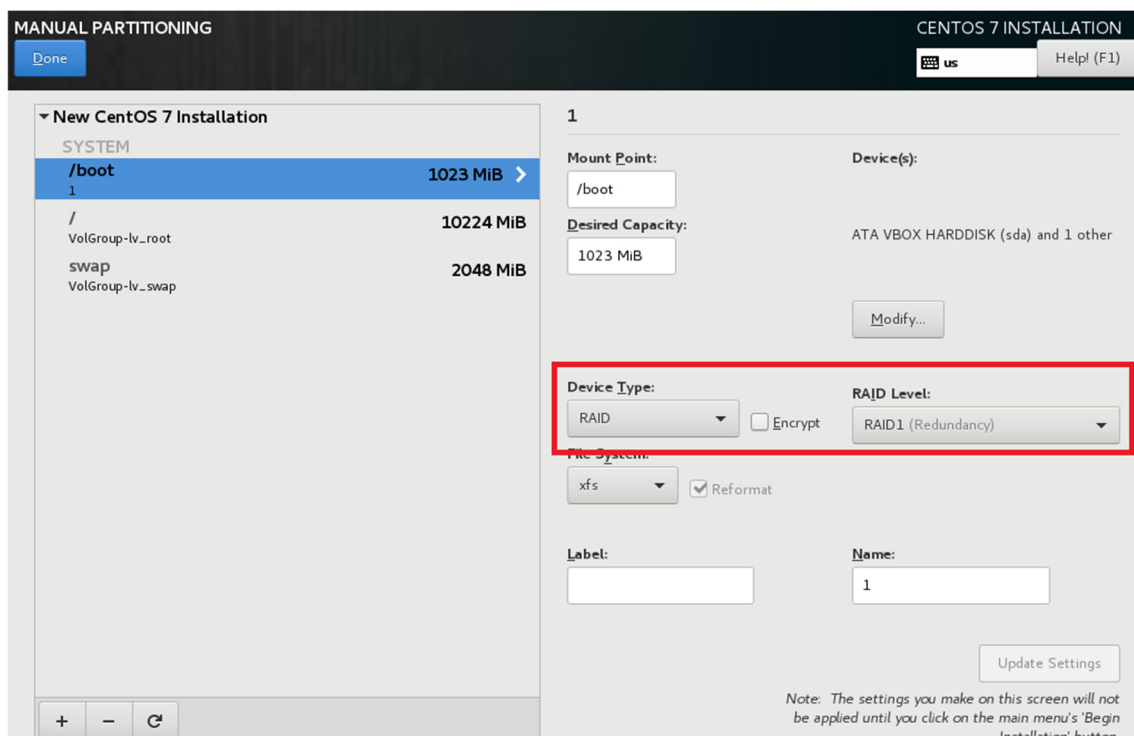 MANUAL PARTITIONING
CENTOS 7 INSTALLATION
Done
us
Help! (F1)
New CentOS 7 Installation
SYSTEM
/boot
1023 MiB
1
/
10224 MiB
VolGroup-lv_root
swap
2048 MiB
VolGroup-lv_swap
1
Mount Point:
Device(s):
/boot
Desired Capacity:
ATA VBOX HARDDISK (sda) and 1 other
1023 MiB
Modify...
Device Type:
RAID Level:
RAID
Encrypt
RAID1 (Redundancy)
File System:
xfs
Reformat
Label:
Name:
1
Update Settings
Note: The settings you make on this screen will not
be applied until you click on the main menu's 'Begin
Installation' button.
+
-